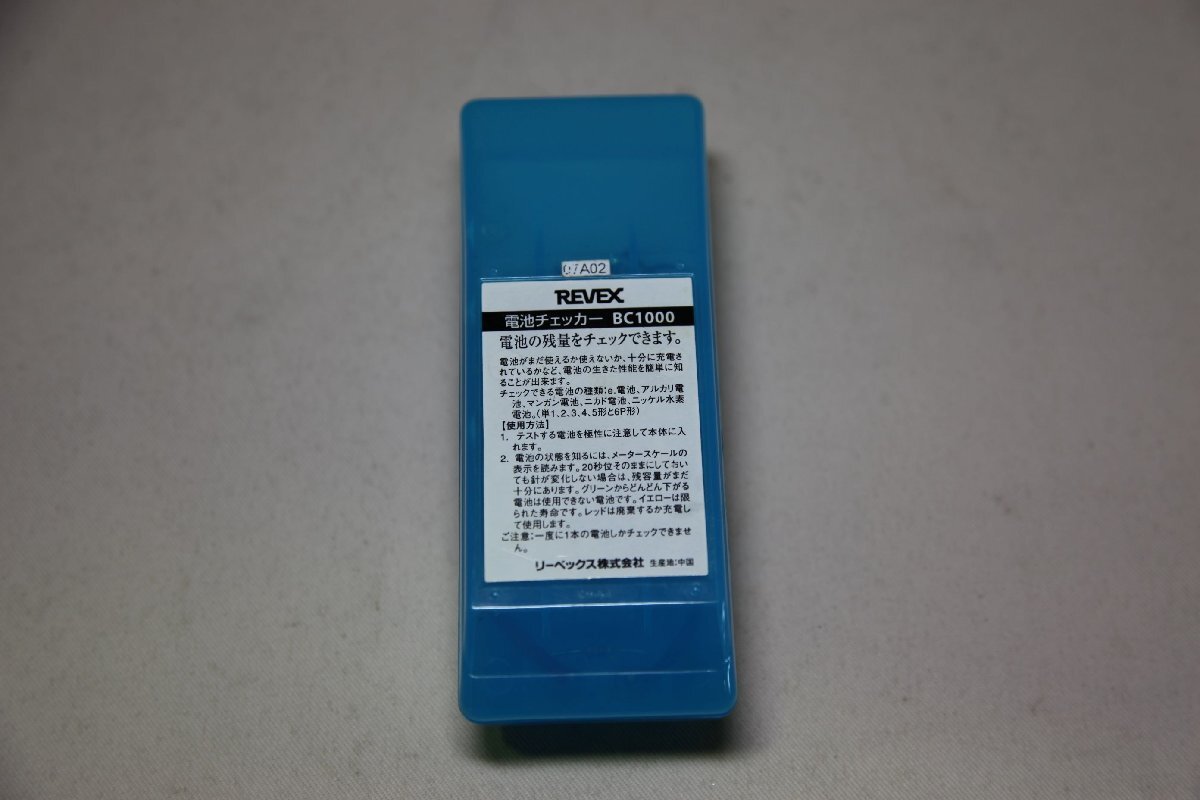 07A02
REVEX
電池チェッカー BC1000
電池の残量をチェックできます。
電池がまだ使えるか使えないか、十分に充電さ
れているかなど、電池の生きた性能を簡単に知
ることが出来ます。
チェックできる電池の種類:e.電池、アルカリ電
池、マンガン電池、ニカド電池、ニッケル水素
電池。(単1、2、3、4、5形と6P形)
【使用方法】
1. テストする電池を極性に注意して本体に入
れます。
2. 電池の状態を知るには、メータースケールの
表示を読みます。20秒位そのままにしておい
ても針が変化しない場合は、残容量がまだ
十分にあります。グリーンからどんどん下がる
電池は使用できない電池です。イエローは限
られた寿命です。レッドは廃棄するか充電し
て使用します。
ご注意:一度に1本の電池しかチェックできませ
ん。
リーベックス株式会社 生産地:中国